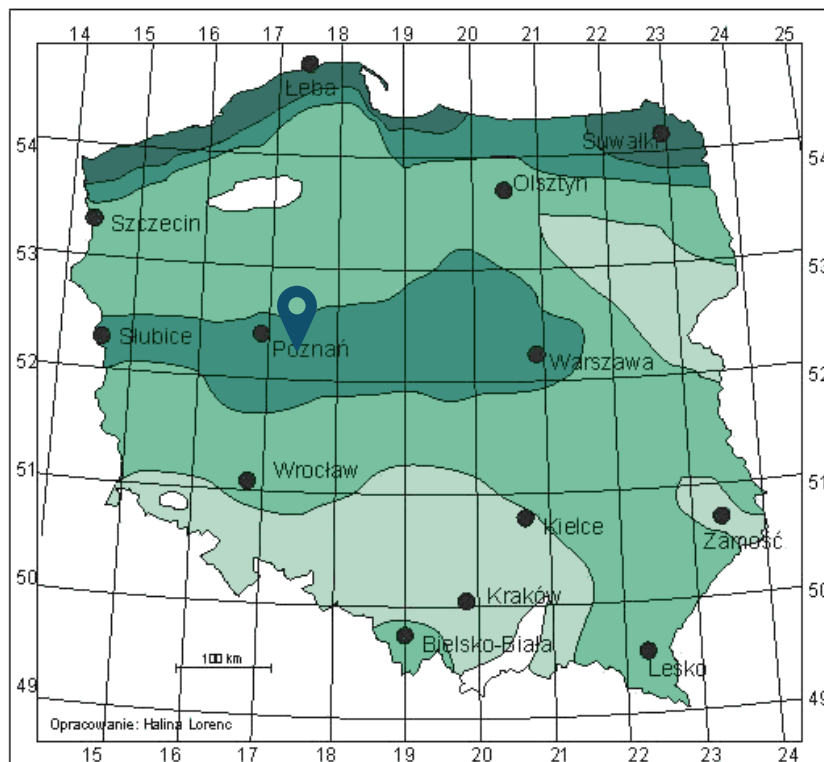 14 15 16 17 18 19 20 21 22 23 24 25
Łeba
54
Suwałki
54
Olsztyn
Szczecin
53
53
Słubice
Poznań
Warszawa
52
52
Wrocław
51
51
Kielce
Zamość
50
Kraków
50
Bielsko-Biała
Lesko
100 km
49
49
Opracowanie: Halina Lorenc
15 16 17 18 19 20 21 22 23 24